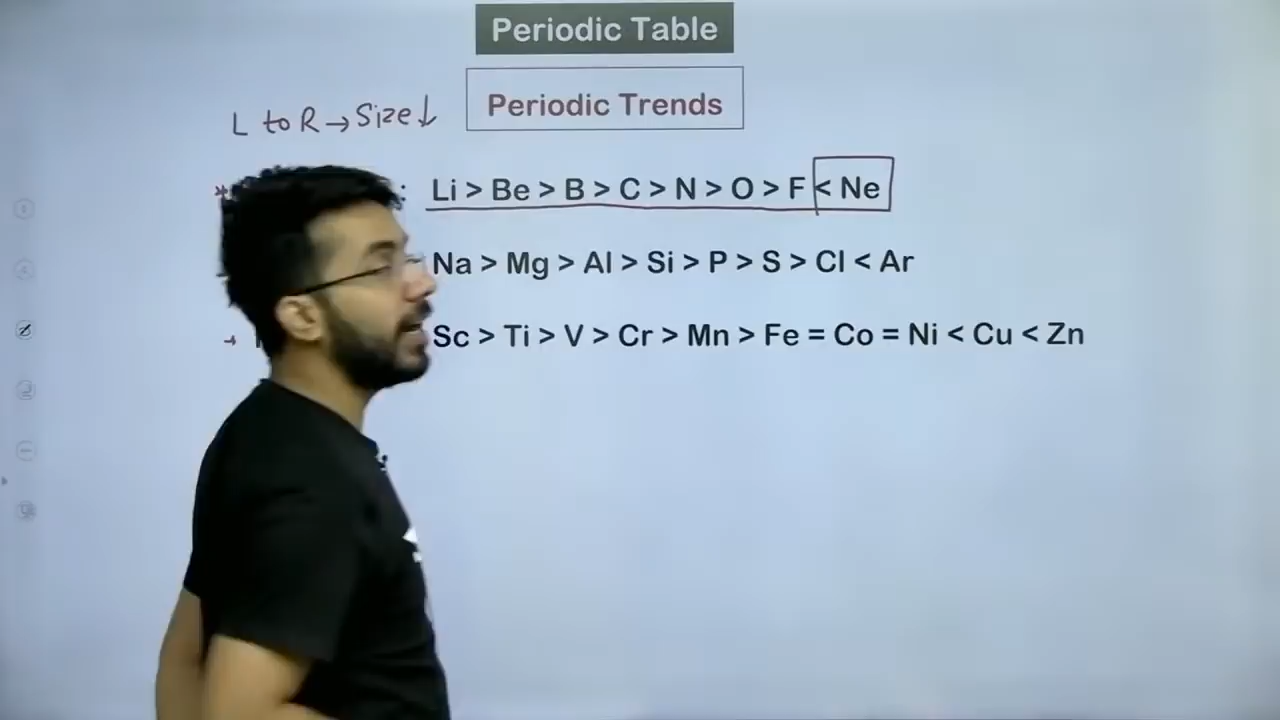 Periodic Table
Periodic Trends
L to R → Size ↓
: Li > Be > B > C > N > O > F < Ne
Na > Mg > Al > Si > P > S > Cl < Ar
Sc > Ti > V > Cr > Mn > Fe = Co = Ni < Cu < Zn